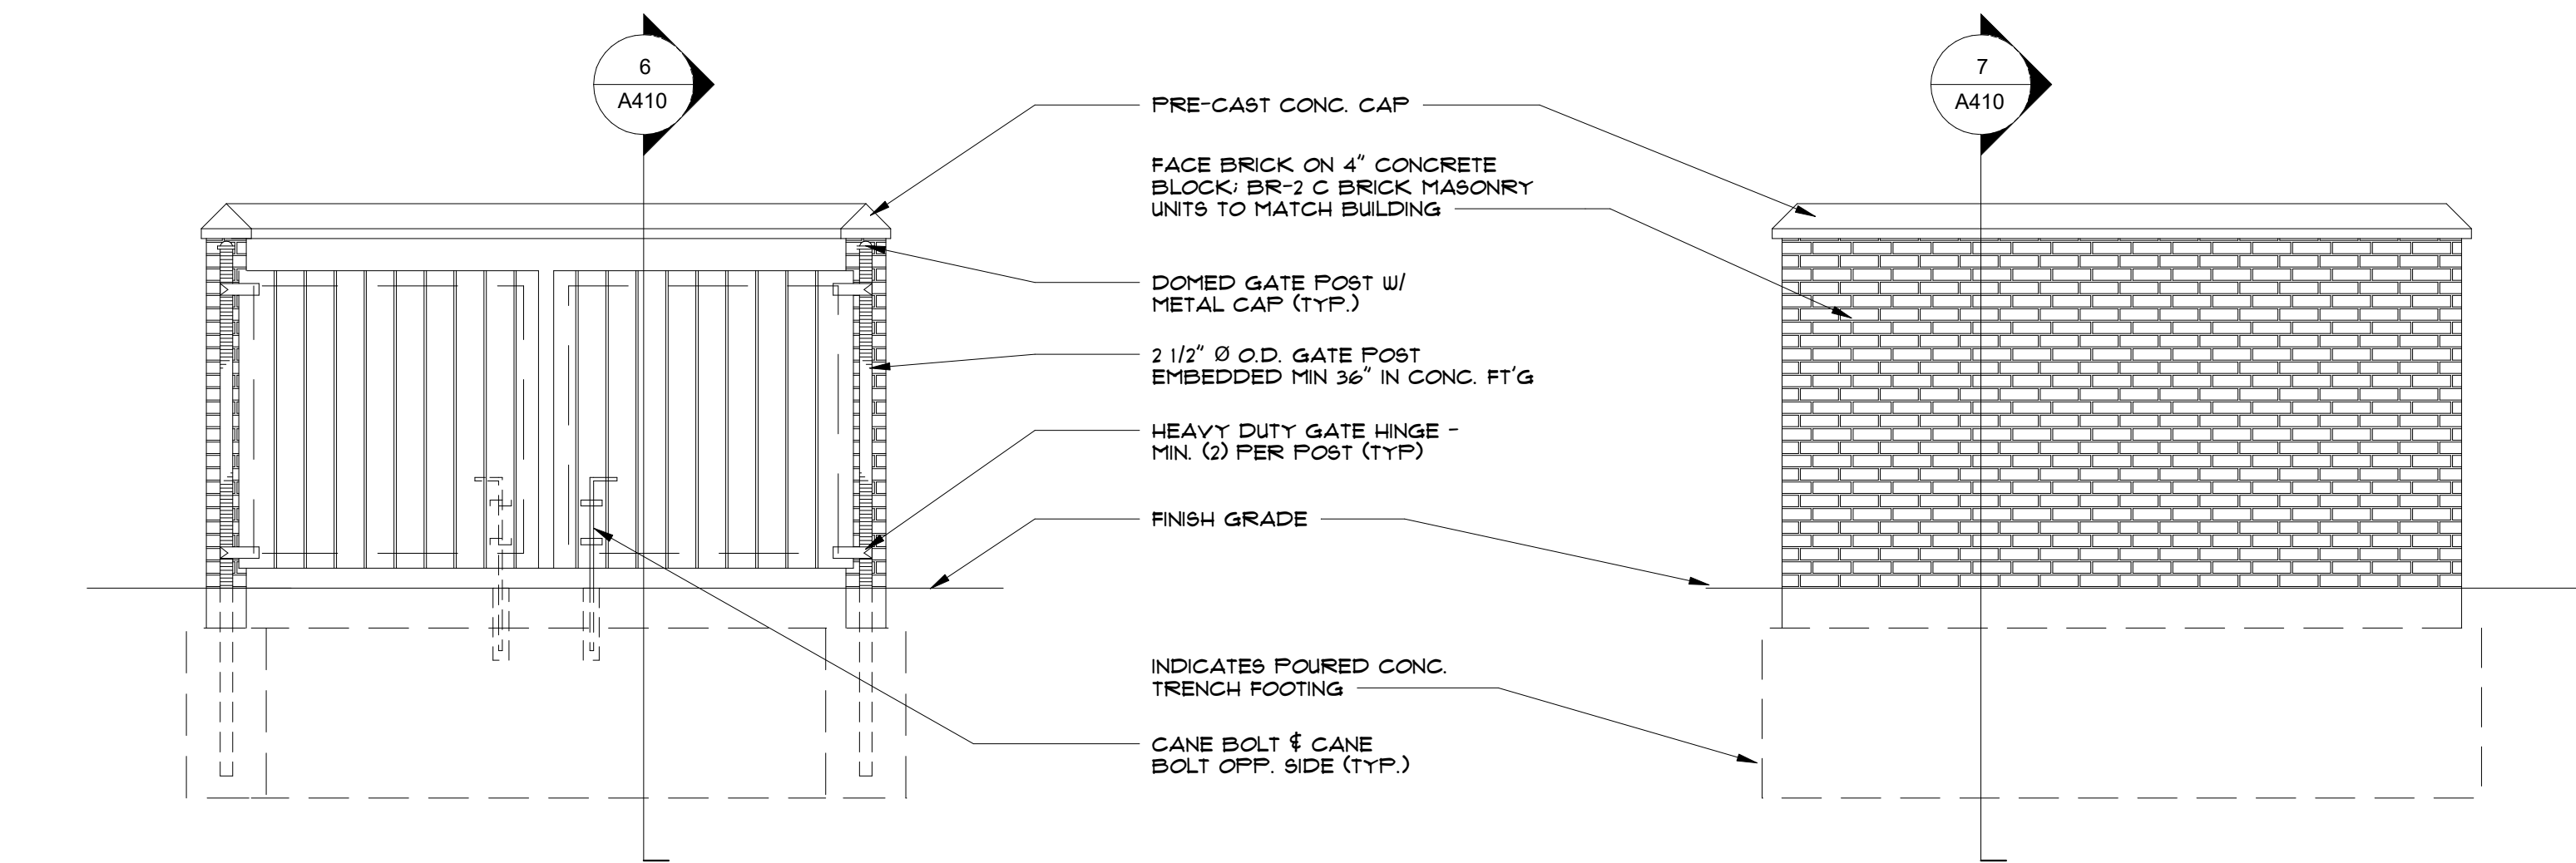 6
A410
7
A410
PRE-CAST CONC. CAP
FACE BRICK ON 4" CONCRETE
BLOCK; BR-2 C BRICK MASONRY
UNITS TO MATCH BUILDING
DOMED GATE POST W/
METAL CAP (TYP.)
2 1/2" Ø O.D. GATE POST
EMBEDDED MIN 36" IN CONC. FT'G
HEAVY DUTY GATE HINGE -
MIN. (2) PER POST (TYP)
FINISH GRADE
INDICATES POURED CONC.
TRENCH FOOTING
CANE BOLT & CANE
BOLT OPP. SIDE (TYP.)